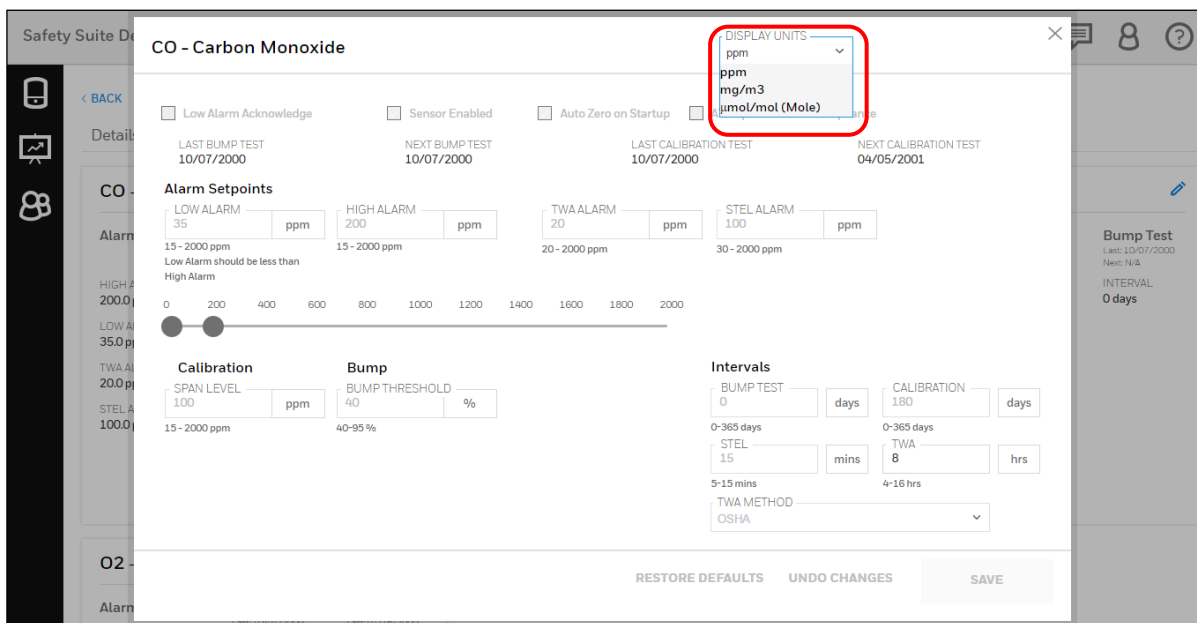 Safety Suite De
CO - Carbon Monoxide
DISPLAY UNITS
ppm
ppm
mg/m3
µmol/mol (Mole)
< BACK
Details
Low Alarm Acknowledge
Sensor Enabled
Auto Zero on Startup
LAST BUMP TEST
10/07/2000
NEXT BUMP TEST
10/07/2000
LAST CALIBRATION TEST
10/07/2000
NEXT CALIBRATION TEST
04/05/2001
CO -
Alarm Setpoints
LOW ALARM
35 ppm
15 - 2000 ppm
Low Alarm should be less than
High Alarm
HIGH ALARM
200 ppm
15 - 2000 ppm
TWA ALARM
20 ppm
20 - 2000 ppm
STEL ALARM
100 ppm
30 - 2000 ppm
Alarm
HIGH A
200.0 p
LOW A
35.0 pp
TWA AL
20.0 p
STEL A
100.0
0 200 400 600 800 1000 1200 1400 1600 1800 2000
Calibration
SPAN LEVEL
100 ppm
15 - 2000 ppm
Bump
BUMP THRESHOLD
40 %
40-95 %
Intervals
BUMP TEST
0 days
0-365 days
CALIBRATION
180 days
0-365 days
STEL
15 mins
5-15 mins
TWA
8 hrs
4-16 hrs
TWA METHOD
OSHA
Bump Test
Last: 10/07/2000
Next: N/A
INTERVAL
0 days
O2 -
Alarm
RESTORE DEFAULTS
UNDO CHANGES
SAVE